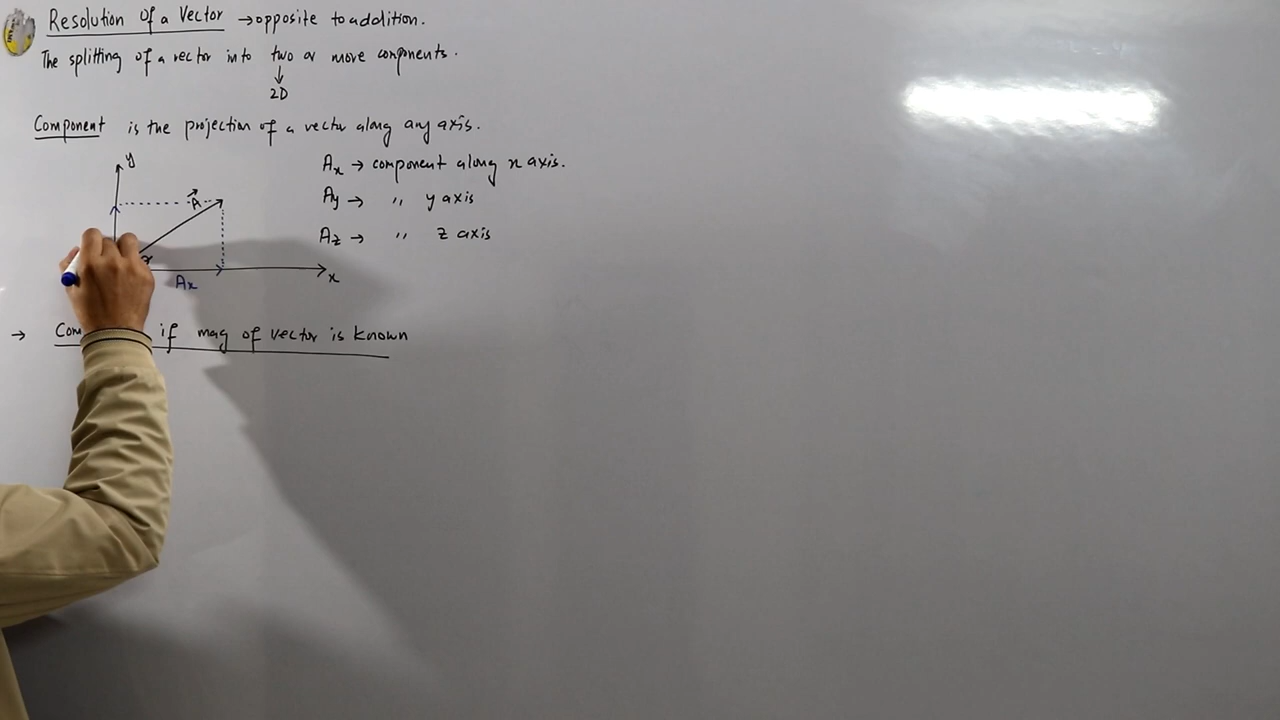 Resolution of a Vector → opposite to addition.
The splitting of a vector into two or more components.
↓
2D
Component is the projection of a vector along any axis.
y
A⃗
Ax → component along x axis.
Ay → ,, y axis
Az → ,, z axis
Ax
x
→ if mag of vector is known